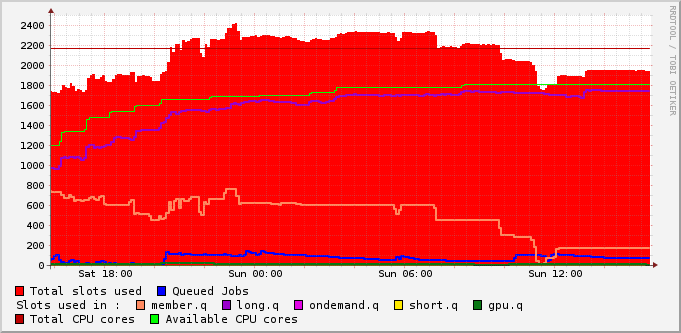 2400
2200
2000
1800
1600
1400
1200
1000
800
600
400
200
0
Sat 18:00 Sun 00:00 Sun 06:00 Sun 12:00
Total slots used Queued Jobs
Slots used in : member.q long.q ondemand.q short.q gpu.q
Total CPU cores Available CPU cores
RRDTOOL / TOBI OETIKER